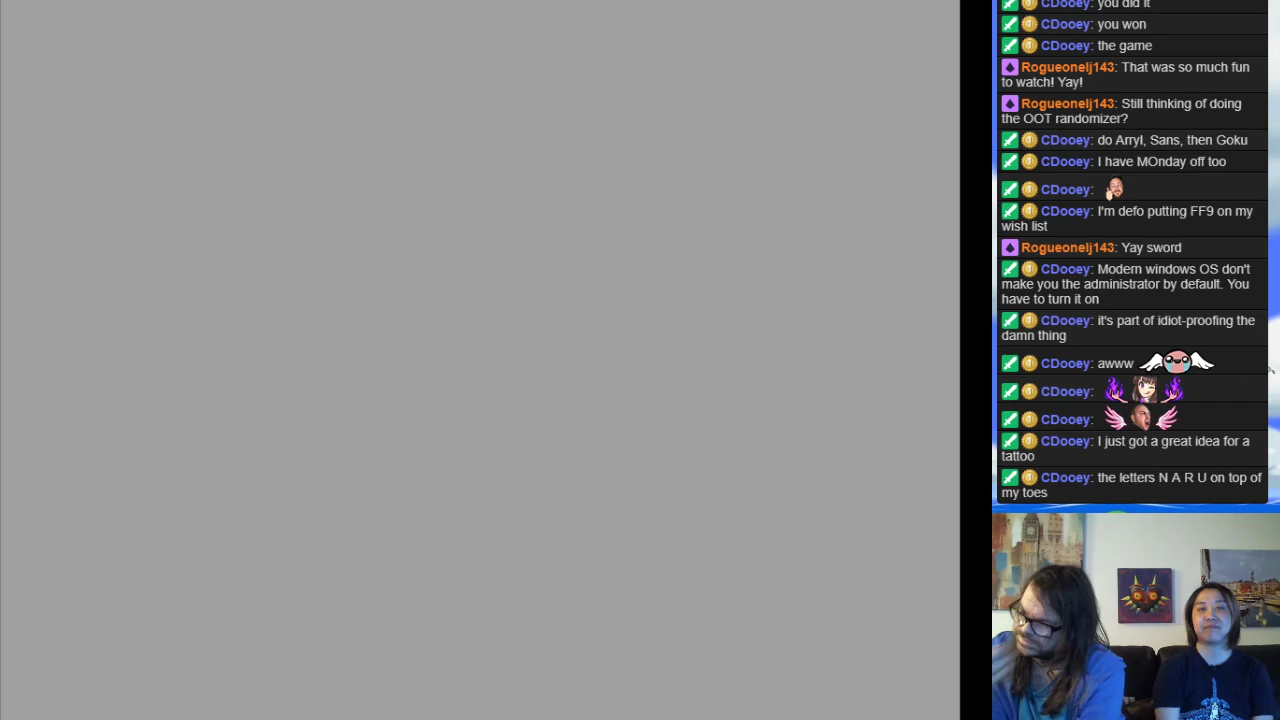 CDooey: you did it
CDooey: you won
CDooey: the game
Rogueonelj143: That was so much fun
to watch! Yay!
Rogueonelj143: Still thinking of doing
the OOT randomizer?
CDooey: do Arryl, Sans, then Goku
CDooey: I have MOnday off too
CDooey:
CDooey: I'm defo putting FF9 on my
wish list
Rogueonelj143: Yay sword
CDooey: Modern windows OS don't
make you the administrator by default. You
have to turn it on
CDooey: it's part of idiot-proofing the
damn thing
CDooey: awww
CDooey:
CDooey:
CDooey: I just got a great idea for a
tattoo
CDooey: the letters N A R U on top of
my toes